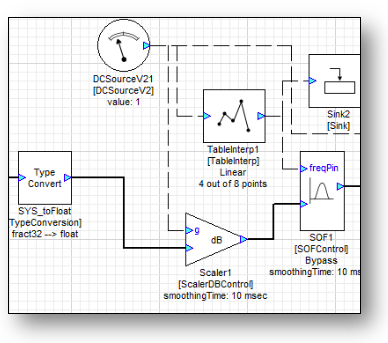 DCSourceV21
[DCSourceV2]
value: 1
Sink2
[Sink]
TableInterp1
[TableInterp]
Linear
4 out of 8 points
Type
Convert
SYS_toFloat
TypeConversion]
fract32 --> float
g
dB
Scaler1
[ScalerDBControl]
smoothingTime: 10 msec
freqPin
SOF1
[SOFControl]
Bypass
smoothingTime: 10 ms